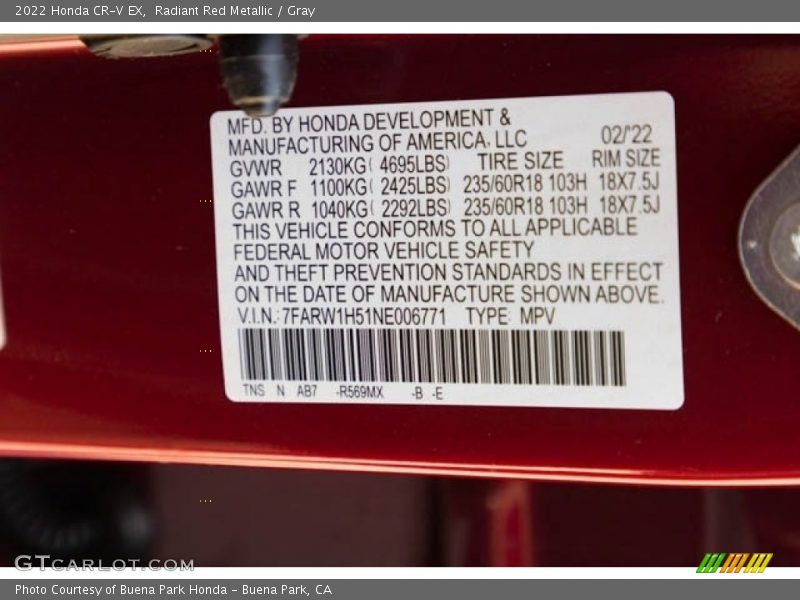 2022 Honda CR-V EX, Radiant Red Metallic / Gray
MFD. BY HONDA DEVELOPMENT &
MANUFACTURING OF AMERICA, LLC 02/'22
GVWR 2130KG( 4695LBS) TIRE SIZE RIM SIZE
GAWR F 1100KG( 2425LBS) 235/60R18 103H 18X7.5J
GAWR R 1040KG( 2292LBS) 235/60R18 103H 18X7.5J
THIS VEHICLE CONFORMS TO ALL APPLICABLE
FEDERAL MOTOR VEHICLE SAFETY
AND THEFT PREVENTION STANDARDS IN EFFECT
ON THE DATE OF MANUFACTURE SHOWN ABOVE.
V.I.N.: 7FARW1H51NE006771 TYPE: MPV
TNS N AB7 -R569MX -B -E
GTCARLOT.COM
Photo Courtesy of Buena Park Honda - Buena Park, CA